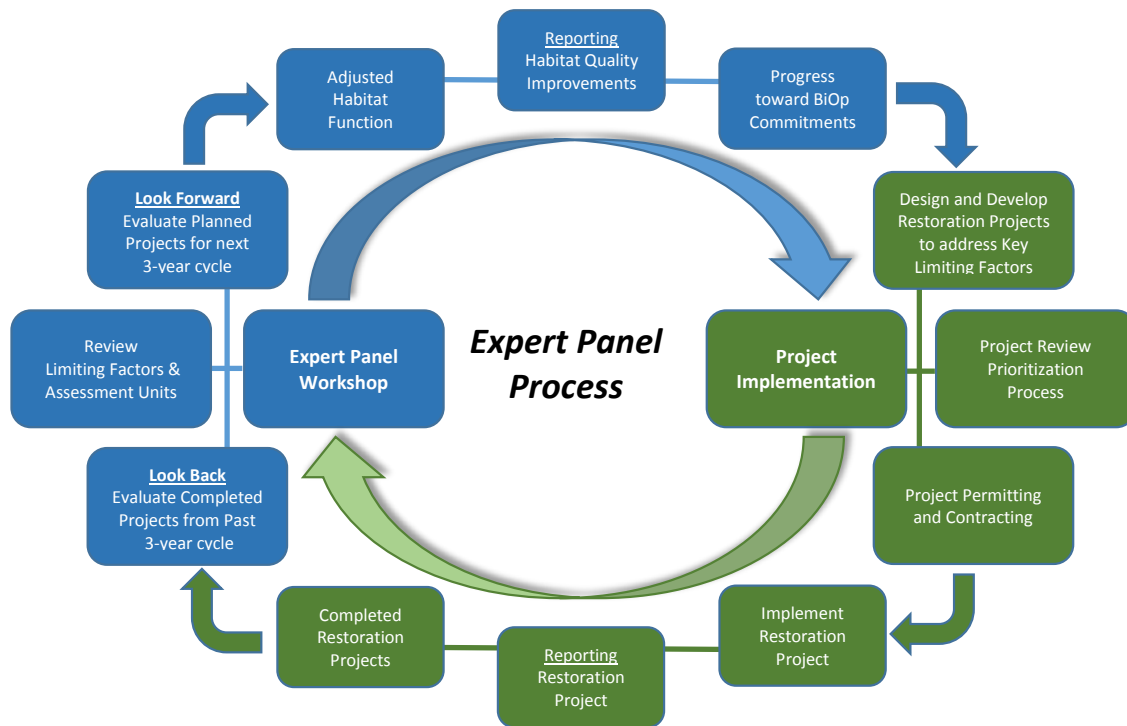 Reporting
Habitat Quality
Improvements
Adjusted
Habitat
Function
Progress
toward BiOp
Commitments
Look Forward
Evaluate Planned
Projects for next
3-year cycle
Design and Develop
Restoration Projects
to address Key
Limiting Factors
Review
Limiting Factors &
Assessment Units
Expert Panel
Workshop
Expert Panel
Process
Project
Implementation
Project Review
Prioritization
Process
Look Back
Evaluate Completed
Projects from Past
3-year cycle
Project Permitting
and Contracting
Completed
Restoration
Projects
Reporting
Restoration
Project
Implement
Restoration
Project